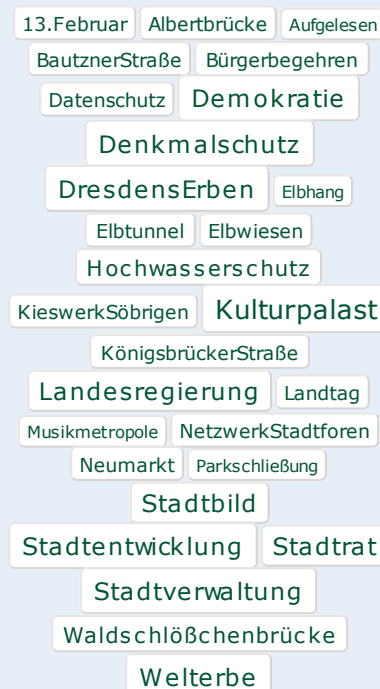 13.Februar Albertbrücke Aufgelesen
BautznerStraße Bürgerbegehren
Datenschutz Demokratie
Denkmalschutz
DresdensErben Elbhang
Elbtunnel Elbwiesen
Hochwasserschutz
KieswerkSöbrigen Kulturpalast
KönigsbrückerStraße
Landesregierung Landtag
Musikmetropole NetzwerkStadtforen
Neumarkt Parkschließung
Stadtbild
Stadtentwicklung Stadtrat
Stadtverwaltung
Waldschlößchenbrücke
Welterbe